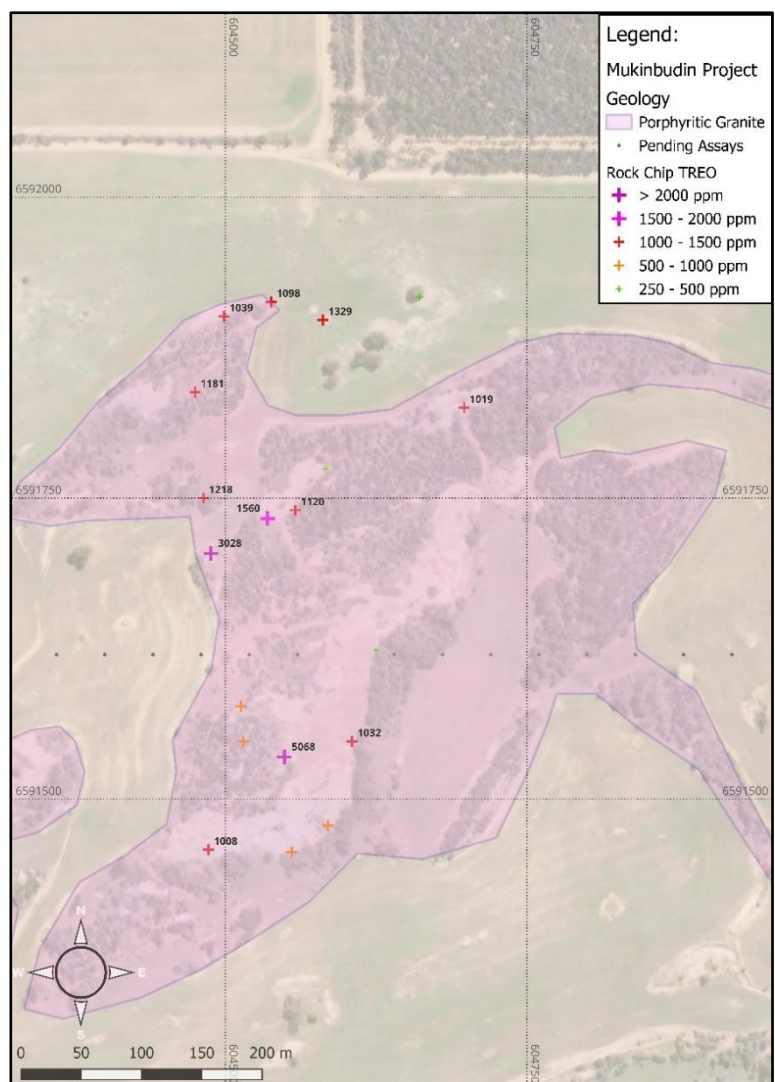 604500
604750
Legend:
Mukinbudin Project
Geology
Porphyritic Granite
Pending Assays
Rock Chip TREO
> 2000 ppm
1500 - 2000 ppm
1000 - 1500 ppm
500 - 1000 ppm
250 - 500 ppm
6592000
1098
1039
1329
1181
1019
6591750
6591750
1218
1560
1120
3028
1032
5068
6591500
6591500
1008
N
W
E
S
0 50 100 150 200 m
604500
604750